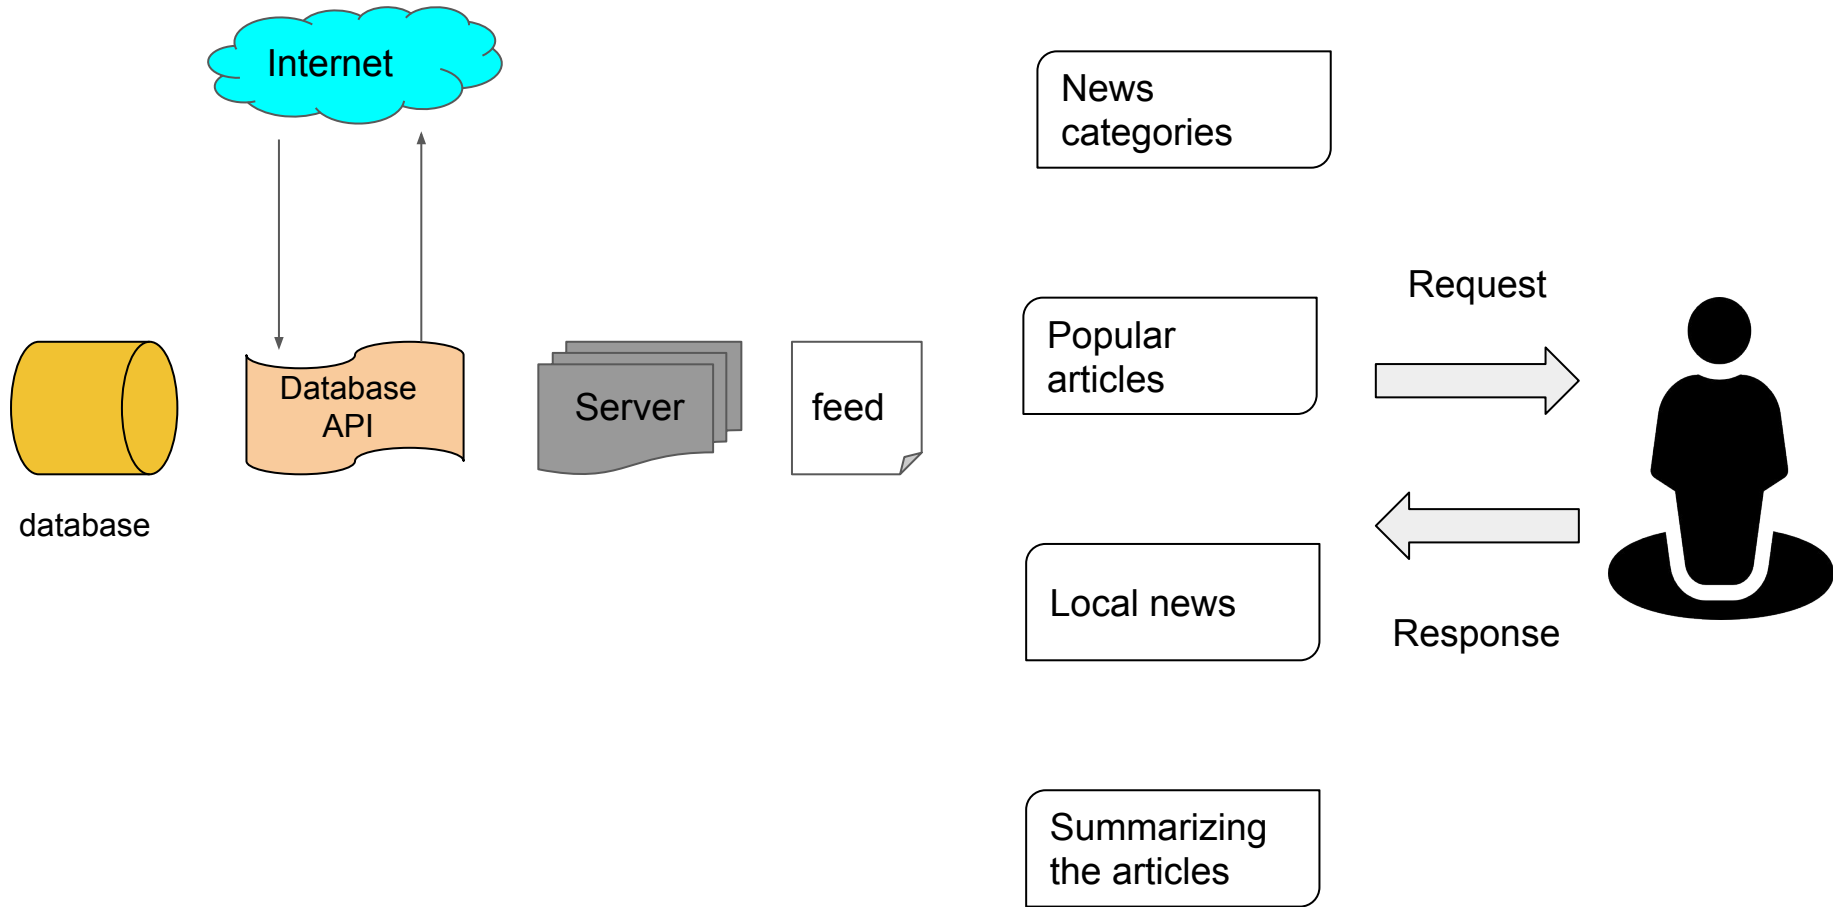 Internet
News
categories
Request
Popular
articles
Database
API
Server
feed
database
Local news
Response
Summarizing
the articles